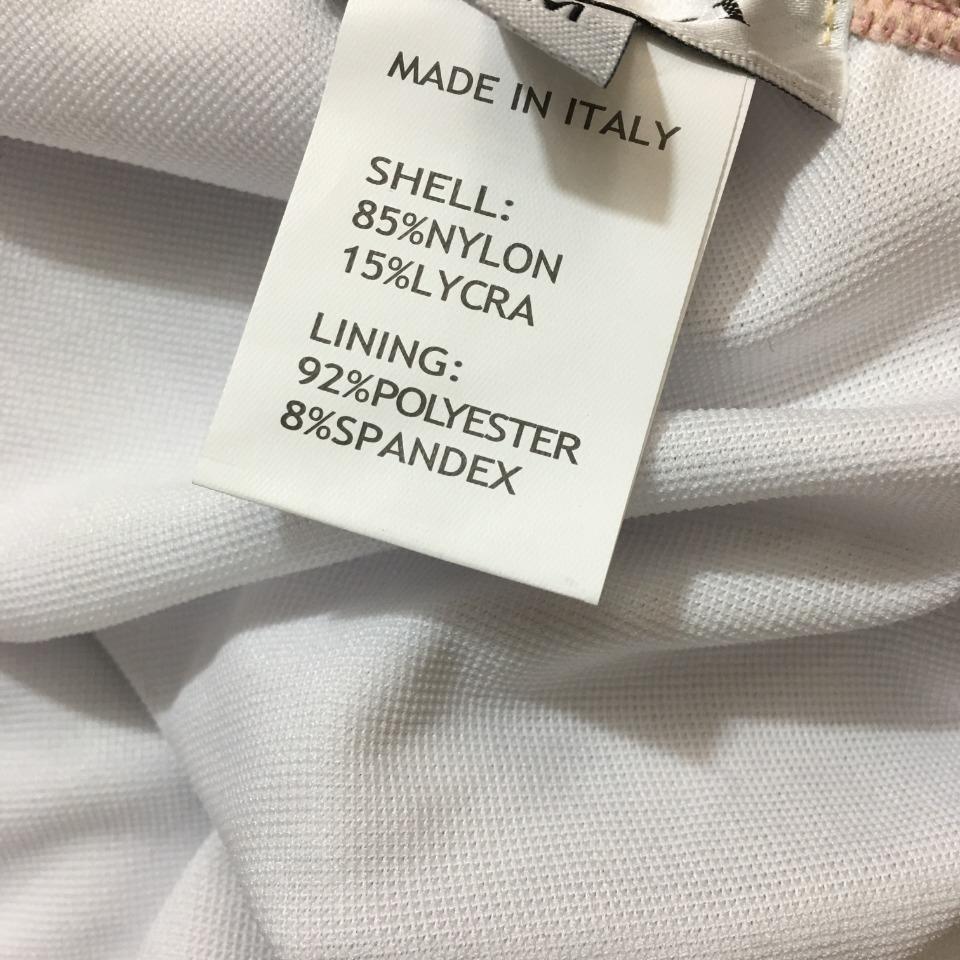 MADE IN ITALY
SHELL:
85%NYLON
15%LYCRA
LINING:
92%POLYESTER
8%SPANDEX